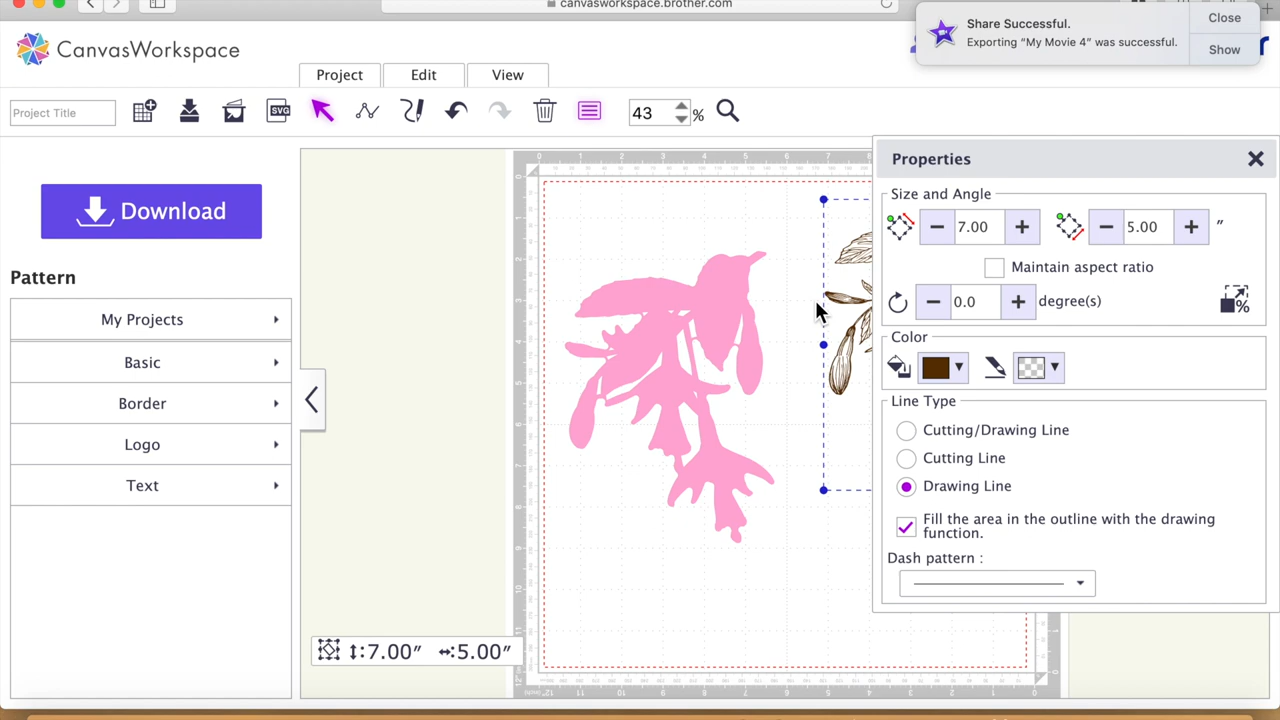 canvasworkspace.brother.com
Share Successful.
Exporting “My Movie 4” was successful.
Close
Show
CanvasWorkspace
Project
Edit
View
Project Title
SVG
43
%
Download
Pattern
My Projects
Basic
Border
Logo
Text
Properties
Size and Angle
7.00
5.00
″
Maintain aspect ratio
0.0
degree(s)
%
Color
Line Type
Cutting/Drawing Line
Cutting Line
Drawing Line
Fill the area in the outline with the drawing
function.
Dash pattern :
7.00″
5.00″